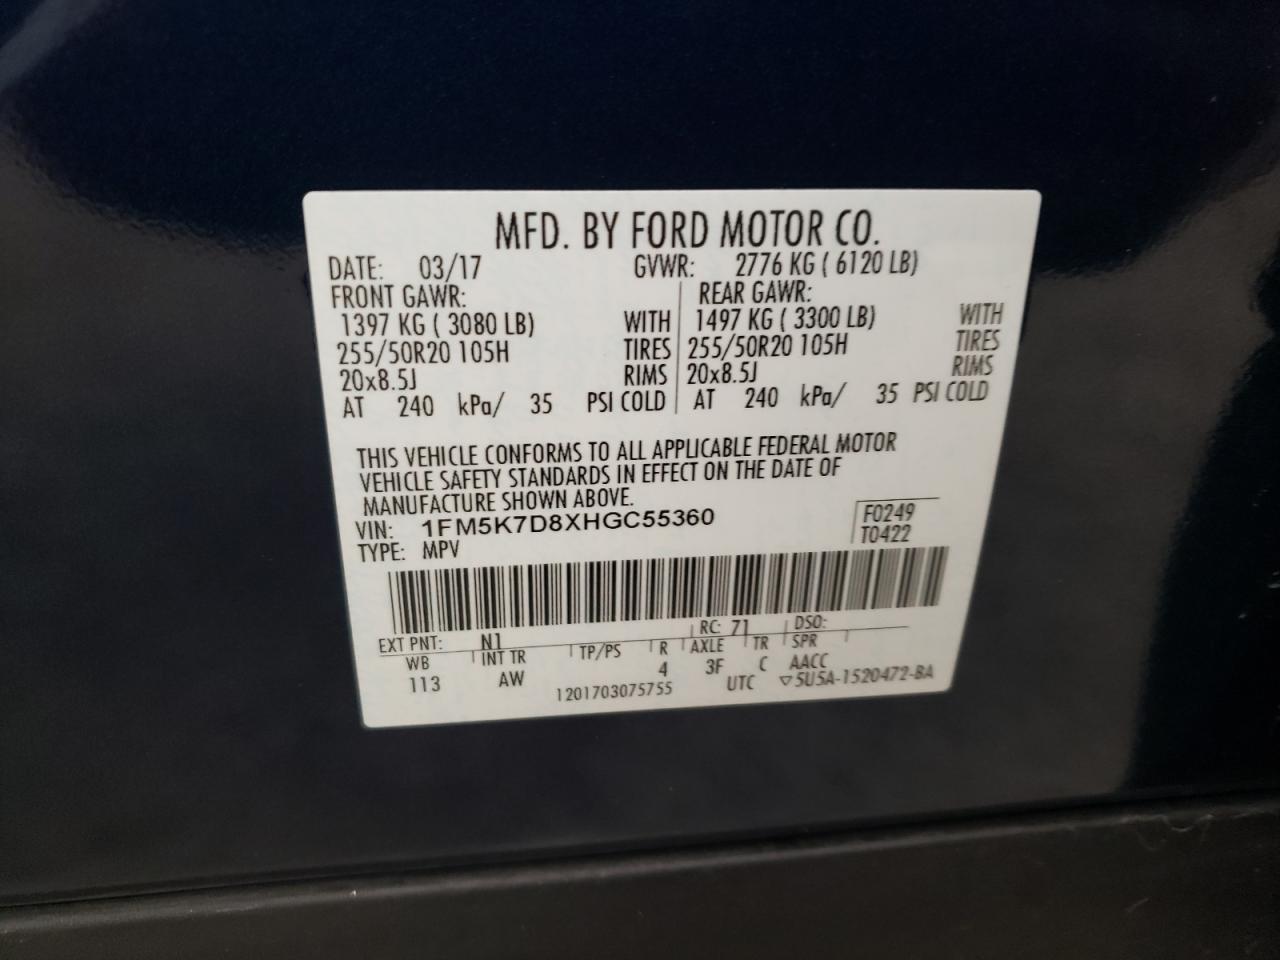 MFD. BY FORD MOTOR CO.
DATE: 03/17 GVWR: 2776 KG ( 6120 LB)
FRONT GAWR: REAR GAWR:
1397 KG ( 3080 LB) WITH 1497 KG ( 3300 LB) WITH
255/50R20 105H TIRES 255/50R20 105H TIRES
20x8.5J RIMS 20x8.5J RIMS
AT 240 kPa/ 35 PSI COLD AT 240 kPa/ 35 PSI COLD
THIS VEHICLE CONFORMS TO ALL APPLICABLE FEDERAL MOTOR
VEHICLE SAFETY STANDARDS IN EFFECT ON THE DATE OF
MANUFACTURE SHOWN ABOVE.
VIN: 1FM5K7D8XHGC55360 F0249
TYPE: MPV T0422
EXT PNT: N1 RC: 71 DSO:
WB INT TR TP/PS R AXLE TR SPR
113 AW 4 3F C AACC
1201703075755 UTC ▽5U5A-1520472-BA